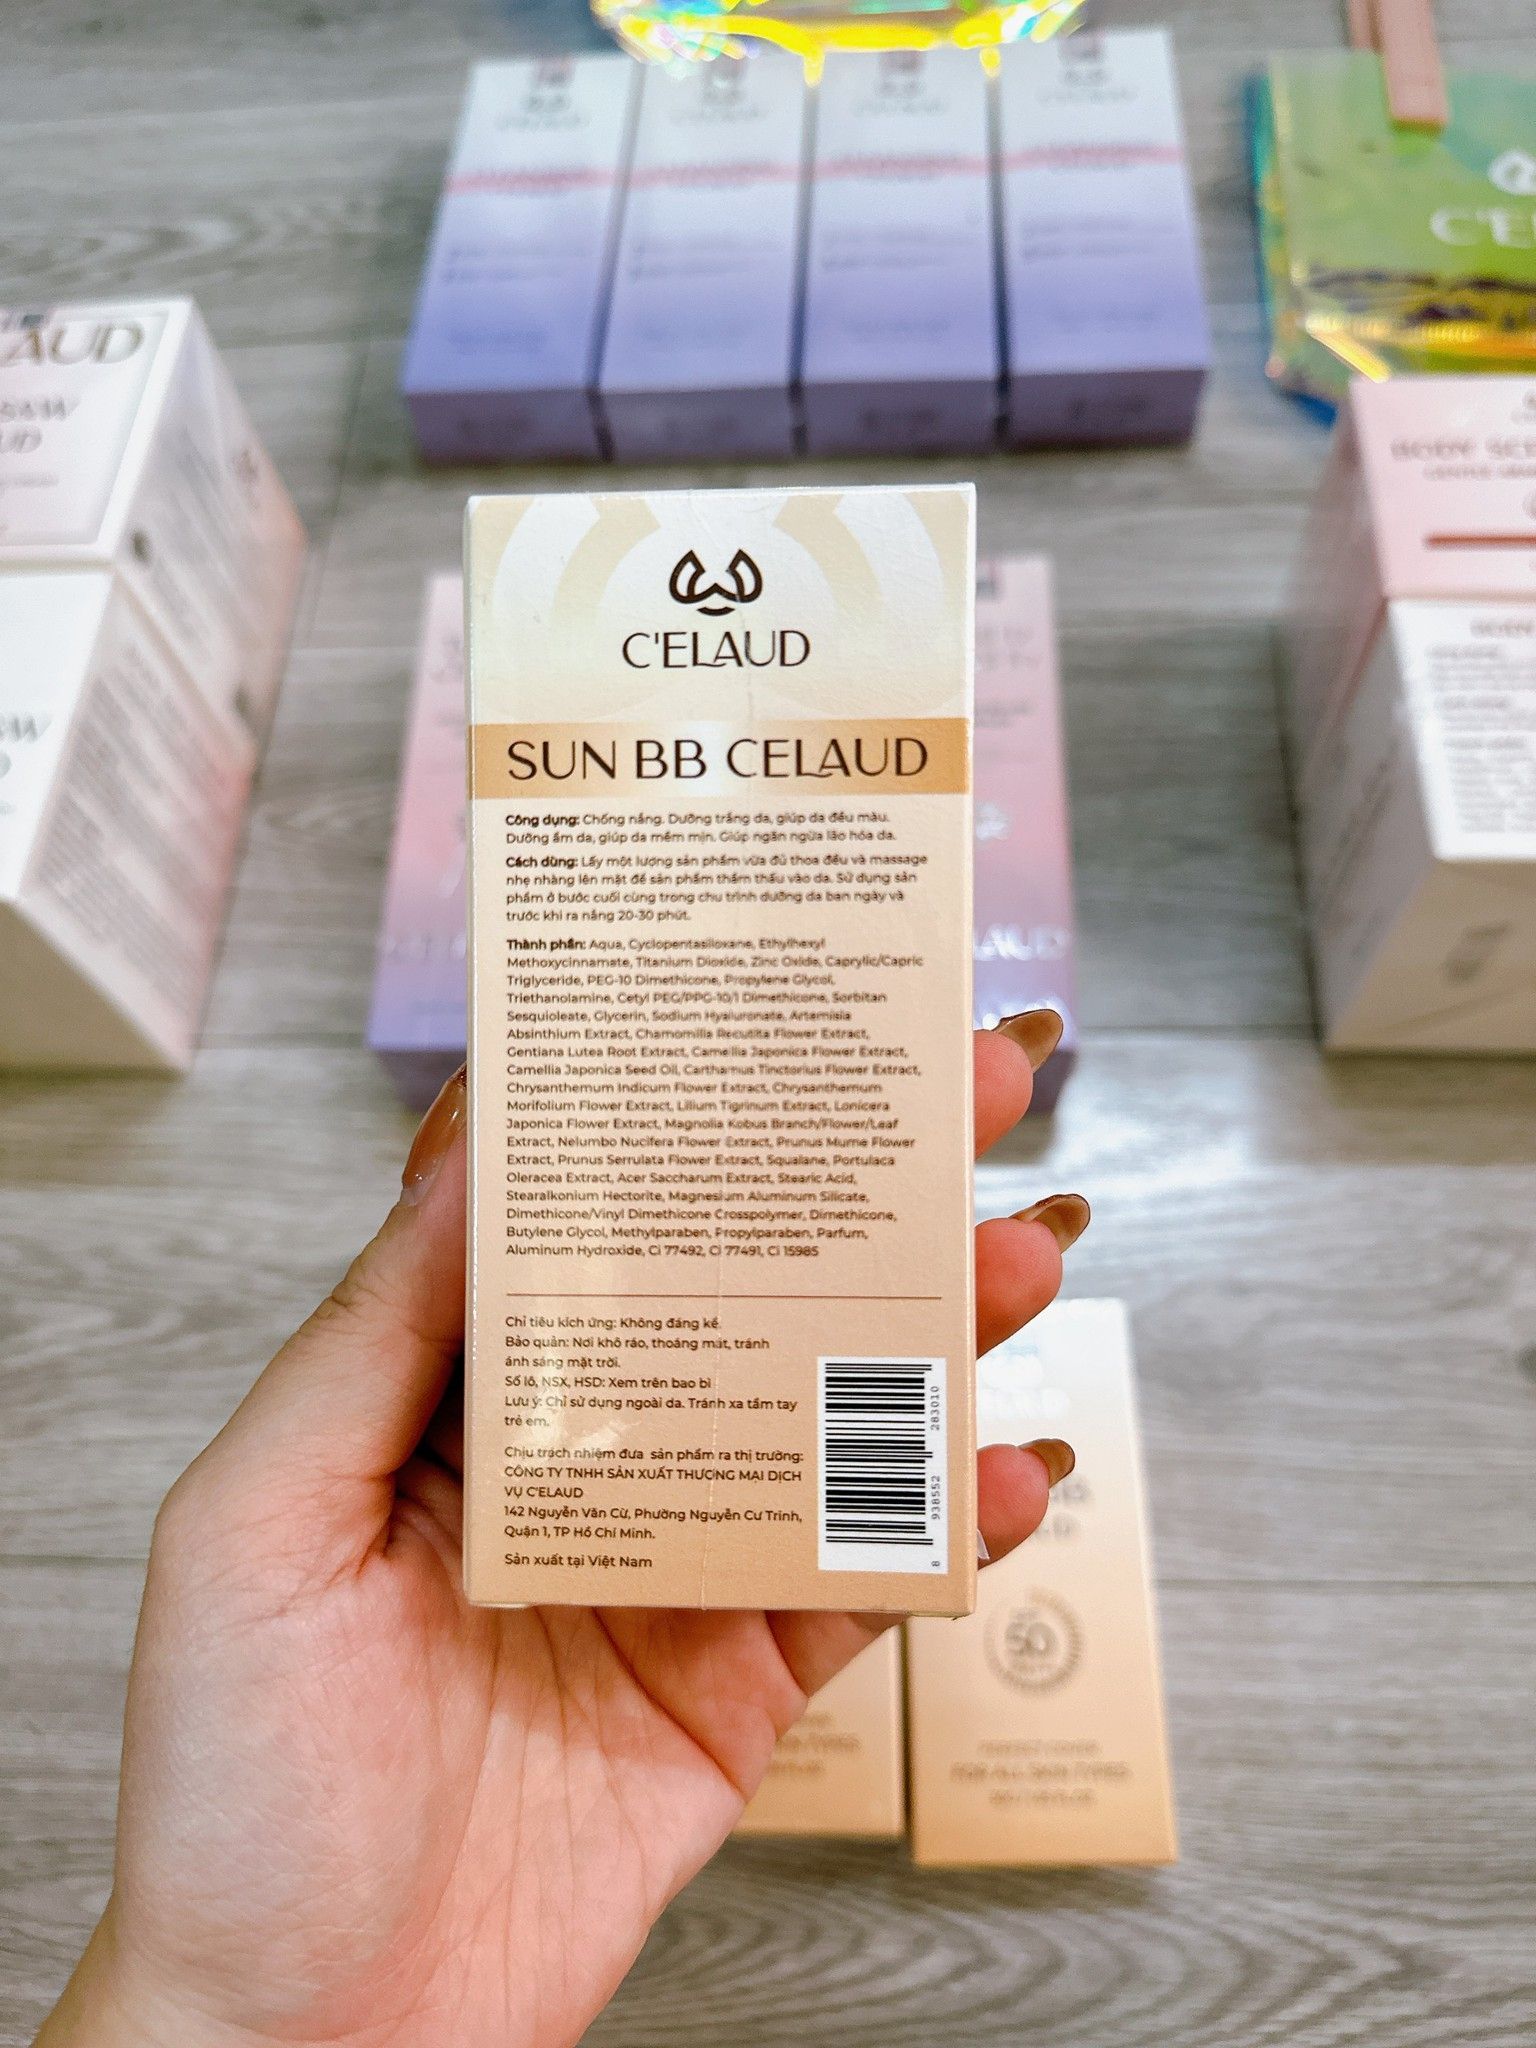 C'ELAUD
SUN BB CELAUD
Công dụng: Chống nắng. Dưỡng trắng da, giúp da đều màu.
Dưỡng ẩm da, giúp da mềm mịn. Giúp ngăn ngừa lão hóa da.
Cách dùng: Lấy một lượng sản phẩm vừa đủ thoa đều và massage
nhẹ nhàng lên mặt để sản phẩm thẩm thấu vào da. Sử dụng sản
phẩm ở bước cuối cùng trong chu trình dưỡng da ban ngày và
trước khi ra nắng 20-30 phút.
Thành phần: Aqua, Cyclopentasiloxane, Ethylhexyl
Methoxycinnamate, Titanium Dioxide, Zinc Oxide, Caprylic/Capric
Triglyceride, PEG-10 Dimethicone, Propylene Glycol,
Triethanolamine, Cetyl PEG/PPG-10/1 Dimethicone, Sorbitan
Sesquioleate, Glycerin, Sodium Hyaluronate, Artemisia
Absinthium Extract, Chamomilla Recutita Flower Extract,
Gentiana Lutea Root Extract, Camellia Japonica Flower Extract,
Camellia Japonica Seed Oil, Carthamus Tinctorius Flower Extract,
Chrysanthemum Indicum Flower Extract, Chrysanthemum
Morifolium Flower Extract, Lilium Tigrinum Extract, Lonicera
Japonica Flower Extract, Magnolia Kobus Branch/Flower/Leaf
Extract, Nelumbo Nucifera Flower Extract, Prunus Mume Flower
Extract, Prunus Serrulata Flower Extract, Squalane, Portulaca
Oleracea Extract, Acer Saccharum Extract, Stearic Acid,
Stearalkonium Hectorite, Magnesium Aluminum Silicate,
Dimethicone/Vinyl Dimethicone Crosspolymer, Dimethicone,
Butylene Glycol, Methylparaben, Propylparaben, Parfum,
Aluminum Hydroxide, Ci 77492, Ci 77491, Ci 15985
Chỉ tiêu kích ứng: Không đáng kể.
Bảo quản: Nơi khô ráo, thoáng mát, tránh
ánh sáng mặt trời.
Số lô, NSX, HSD: Xem trên bao bì
Lưu ý: Chỉ sử dụng ngoài da. Tránh xa tầm tay
trẻ em.
Chịu trách nhiệm đưa sản phẩm ra thị trường:
CÔNG TY TNHH SẢN XUẤT THƯƠNG MẠI DỊCH
VỤ C'ELAUD
142 Nguyễn Văn Cừ, Phường Nguyễn Cư Trinh,
Quận 1, TP Hồ Chí Minh.
Sản xuất tại Việt Nam
8 938552 283010
AUD
50
FOR ALL SKIN TYPES